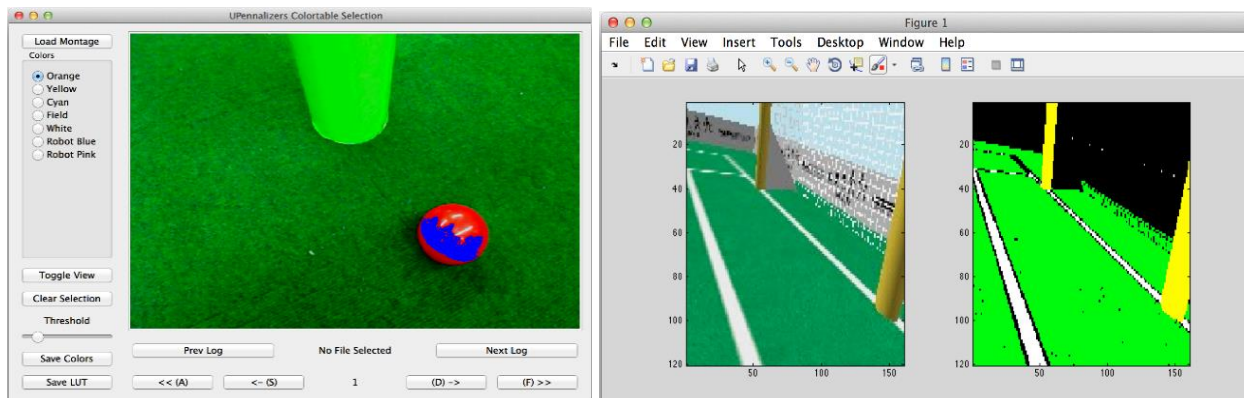 UPennalizers Colortable Selection
Load Montage
Colors
Orange
Yellow
Cyan
Field
White
Robot Blue
Robot Pink
Toggle View
Clear Selection
Threshold
Save Colors
Save LUT
Prev Log
No File Selected
Next Log
<< (A)
<- (S)
1
(D) ->
(F) >>
Figure 1
File Edit View Insert Tools Desktop Window Help
20
40
60
80
100
120
50 100 150
20
40
60
80
100
120
50 100 150